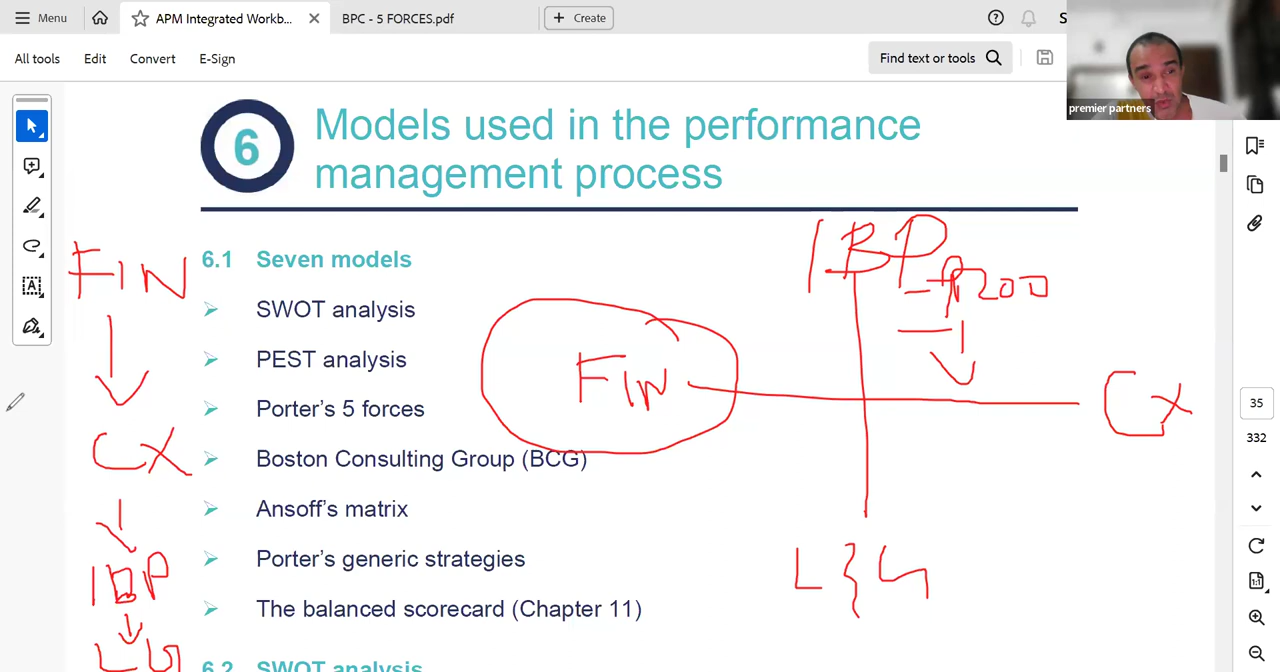 Menu
APM Integrated Workb...
BPC - 5 FORCES.pdf
Create
S
All tools
Edit
Convert
E-Sign
Find text or tools
premier partners
6
Models used in the performance
management process
6.1 Seven models
SWOT analysis
PEST analysis
Porter's 5 forces
Boston Consulting Group (BCG)
Ansoff's matrix
Porter's generic strategies
The balanced scorecard (Chapter 11)
6.2 SWOT analysis
FIN
CX
IBP
LG
IBP
200
FIN
CX
L & G
35
332